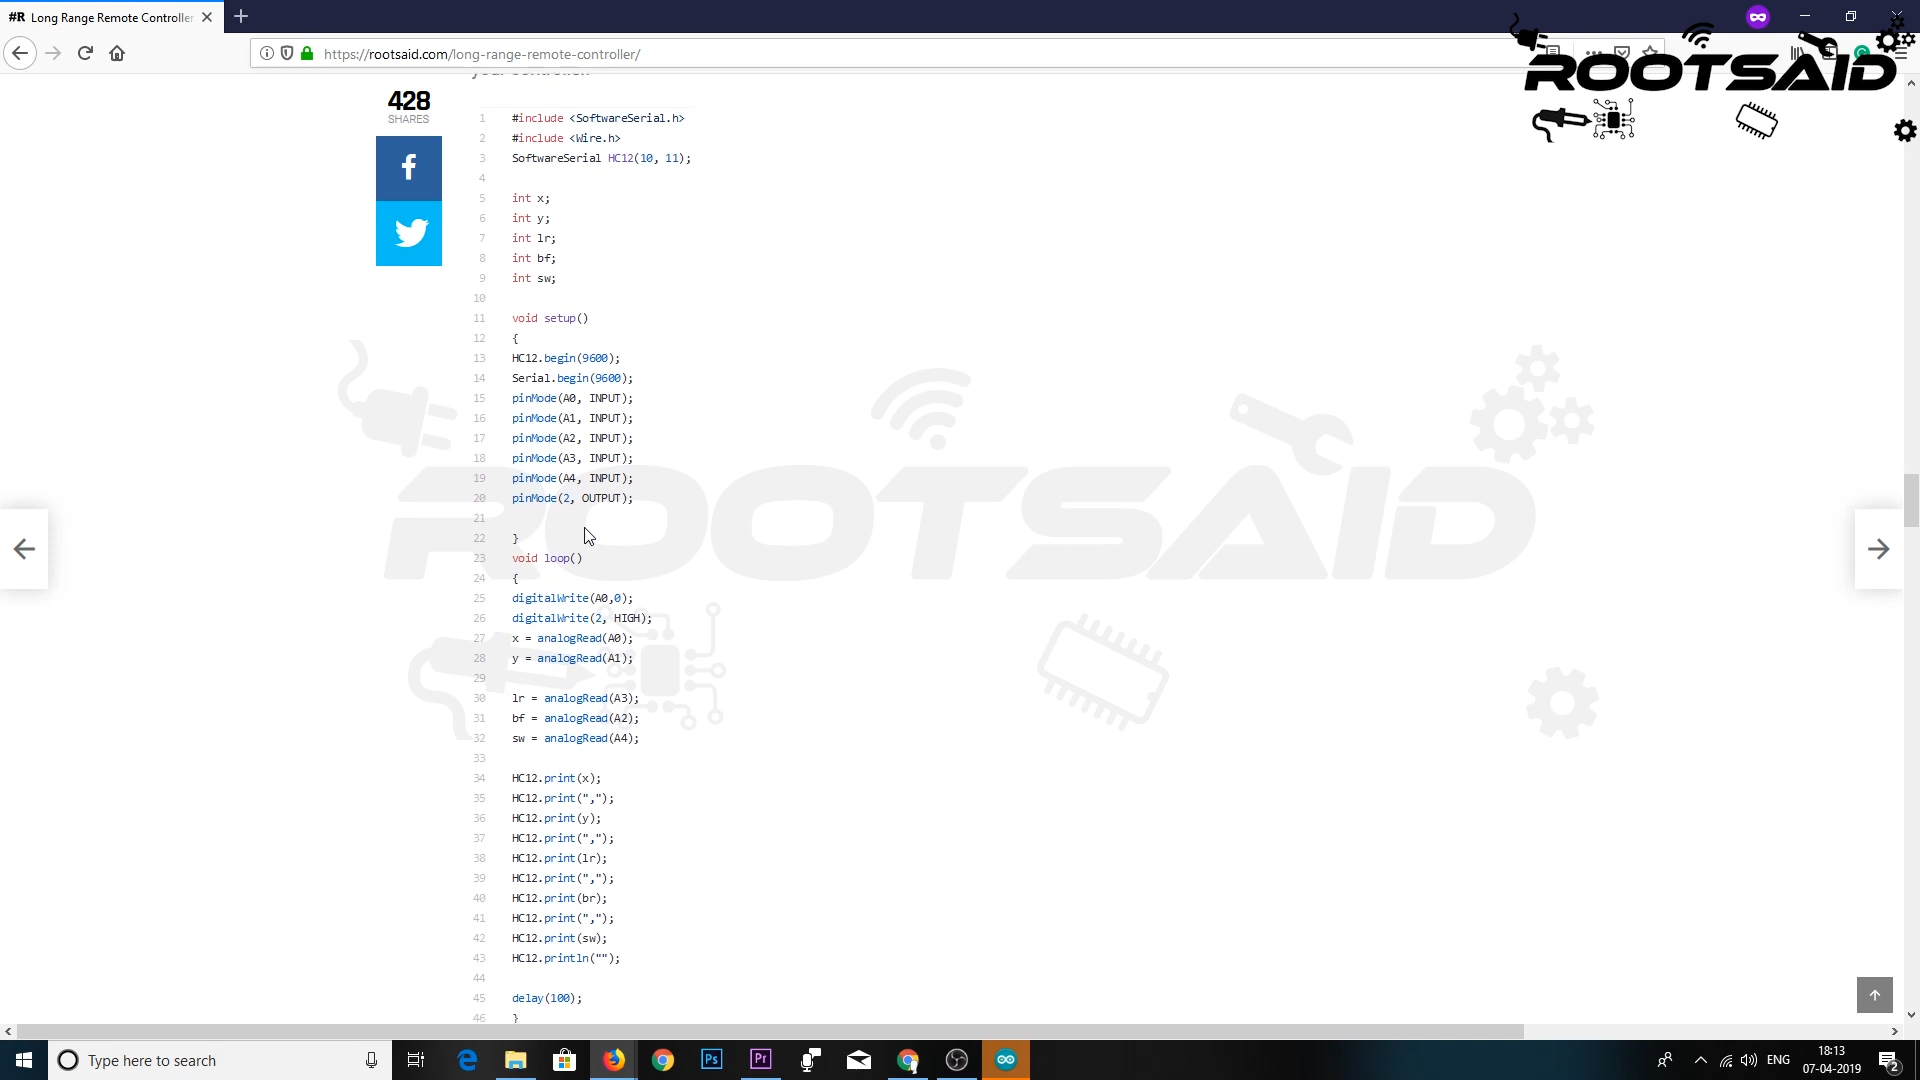 #R Long Range Remote Controller
https://rootsaid.com/long-range-remote-controller/
ROOTSAID
428
SHARES
1 #include <SoftwareSerial.h>
2 #include <Wire.h>
3 SoftwareSerial HC12(10, 11);
4
5 int x;
6 int y;
7 int lr;
8 int bf;
9 int sw;
10
11 void setup()
12 {
13 HC12.begin(9600);
14 Serial.begin(9600);
15 pinMode(A0, INPUT);
16 pinMode(A1, INPUT);
17 pinMode(A2, INPUT);
18 pinMode(A3, INPUT);
19 pinMode(A4, INPUT);
20 pinMode(2, OUTPUT);
21
22 }
23 void loop()
24 {
25 digitalWrite(A0,0);
26 digitalWrite(2, HIGH);
27 x = analogRead(A0);
28 y = analogRead(A1);
29
30 lr = analogRead(A3);
31 bf = analogRead(A2);
32 sw = analogRead(A4);
33
34 HC12.print(x);
35 HC12.print(",");
36 HC12.print(y);
37 HC12.print(",");
38 HC12.print(lr);
39 HC12.print(",");
40 HC12.print(br);
41 HC12.print(",");
42 HC12.print(sw);
43 HC12.println("");
44
45 delay(100);
46 }
ROOTSAID
Type here to search
Ps
Pr
ENG
18:13
07-04-2019
2